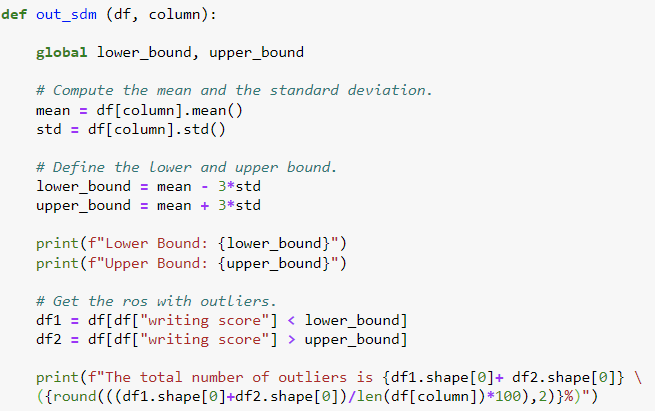 def out_sdm (df, column):
global lower_bound, upper_bound
# Compute the mean and the standard deviation.
mean = df[column].mean()
std = df[column].std()
# Define the lower and upper bound.
lower_bound = mean - 3*std
upper_bound = mean + 3*std
print(f"Lower Bound: {lower_bound}")
print(f"Upper Bound: {upper_bound}")
# Get the ros with outliers.
df1 = df[df["writing score"] < lower_bound]
df2 = df[df["writing score"] > upper_bound]
print(f"The total number of outliers is {df1.shape[0]+ df2.shape[0]} \
({round(((df1.shape[0]+df2.shape[0])/len(df[column])*100),2)}%)")